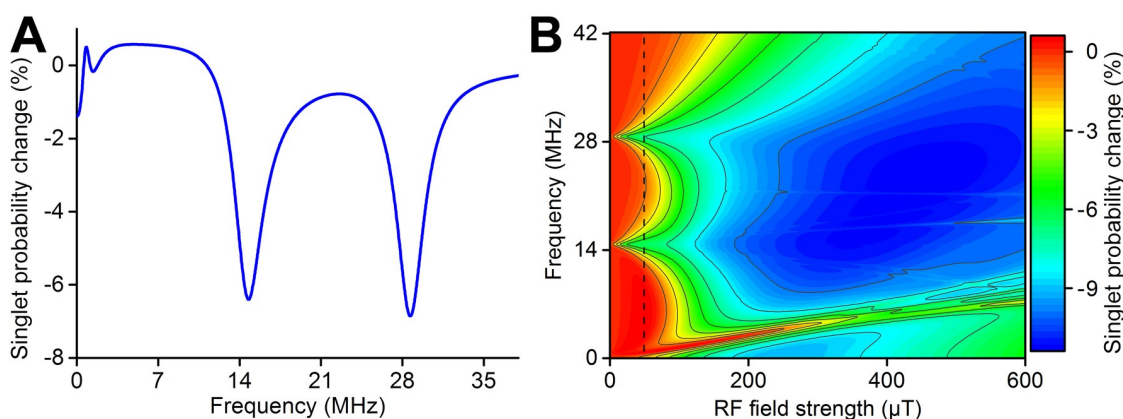 A
Singlet probability change (%)
0
-2
-4
-6
-8
0 7 14 21 28 35
Frequency (MHz)
B
Frequency (MHz)
42
28
14
0
0 200 400 600
RF field strength (µT)
0
-3
-6
-9
Singlet probability change (%)